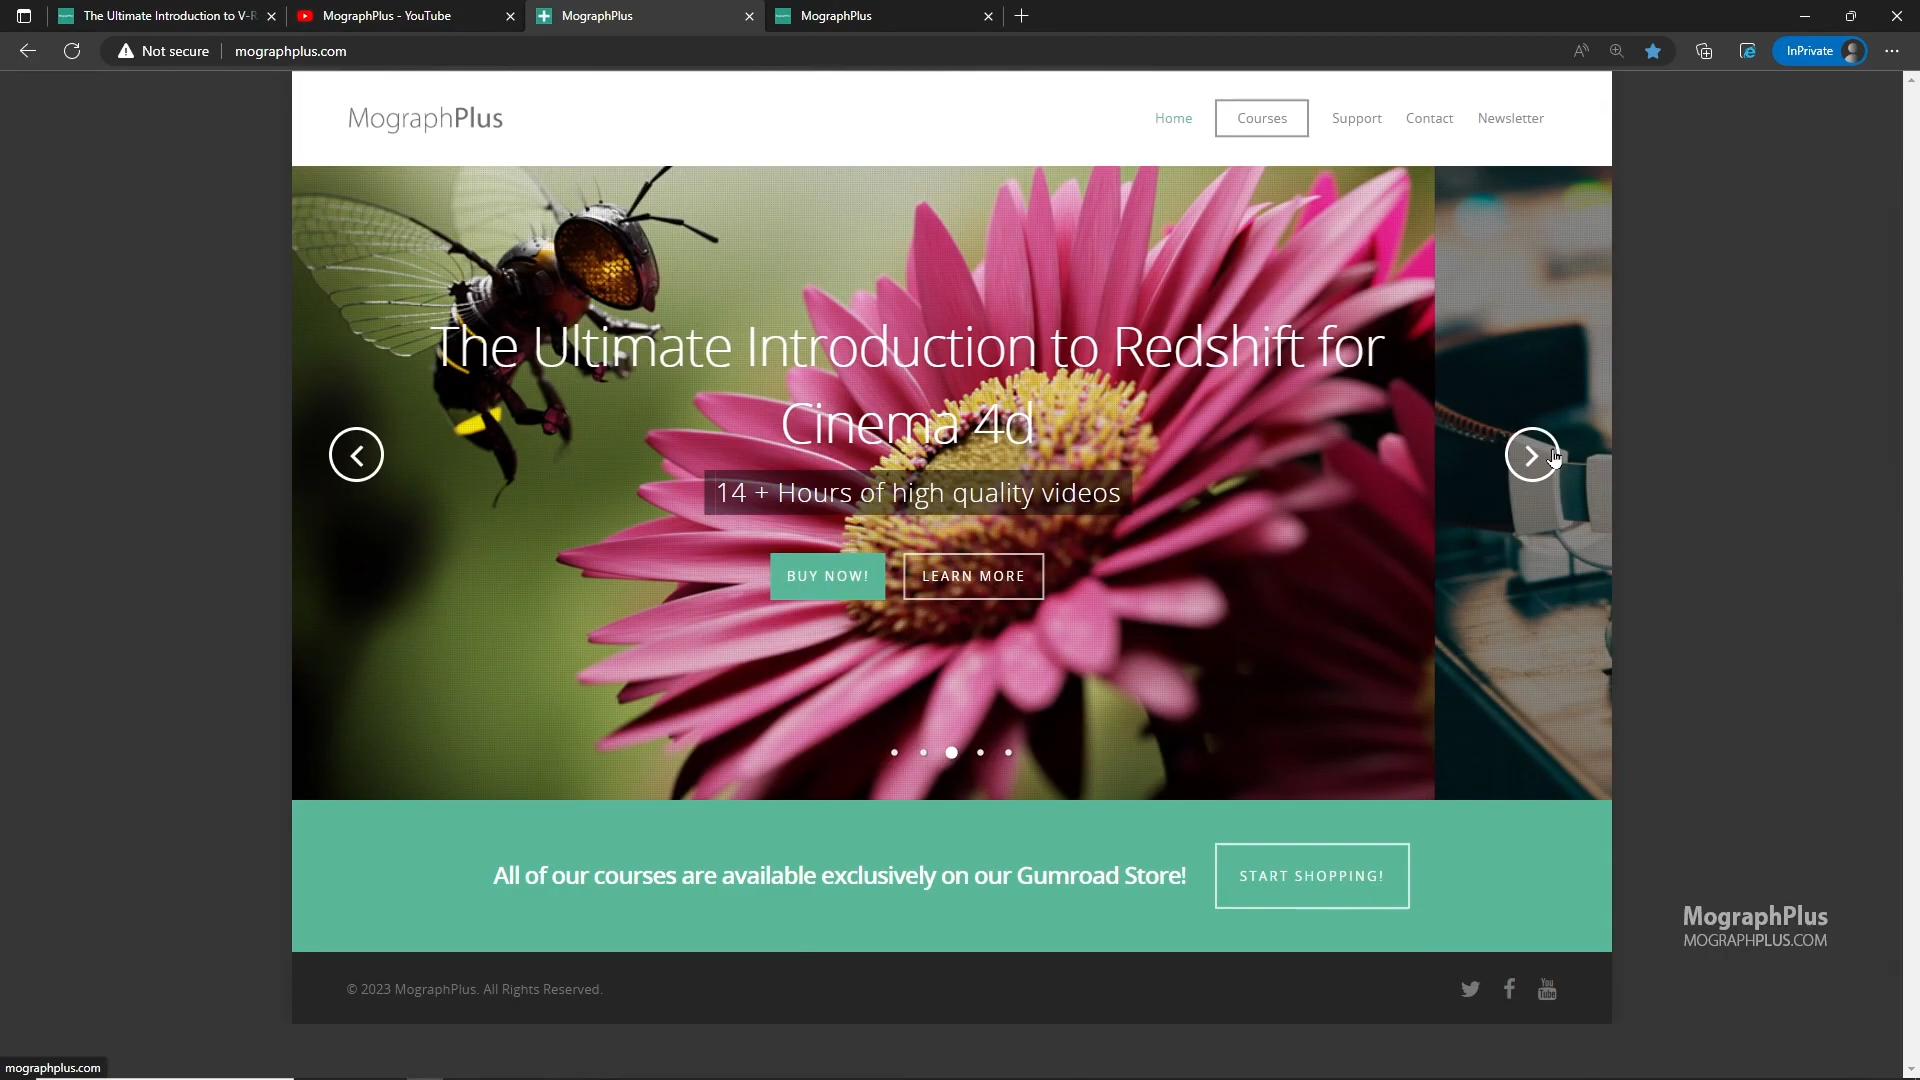 The Ultimate Introduction to V-R
MographPlus - YouTube
MographPlus
MographPlus
Not secure
mographplus.com
InPrivate
MographPlus
Home
Courses
Support
Contact
Newsletter
The Ultimate Introduction to Redshift for
Cinema 4d
14 + Hours of high quality videos
BUY NOW!
LEARN MORE
All of our courses are available exclusively on our Gumroad Store!
START SHOPPING!
MographPlus
MOGRAPHPLUS.COM
© 2023 MographPlus. All Rights Reserved.
You
Tube
mographplus.com